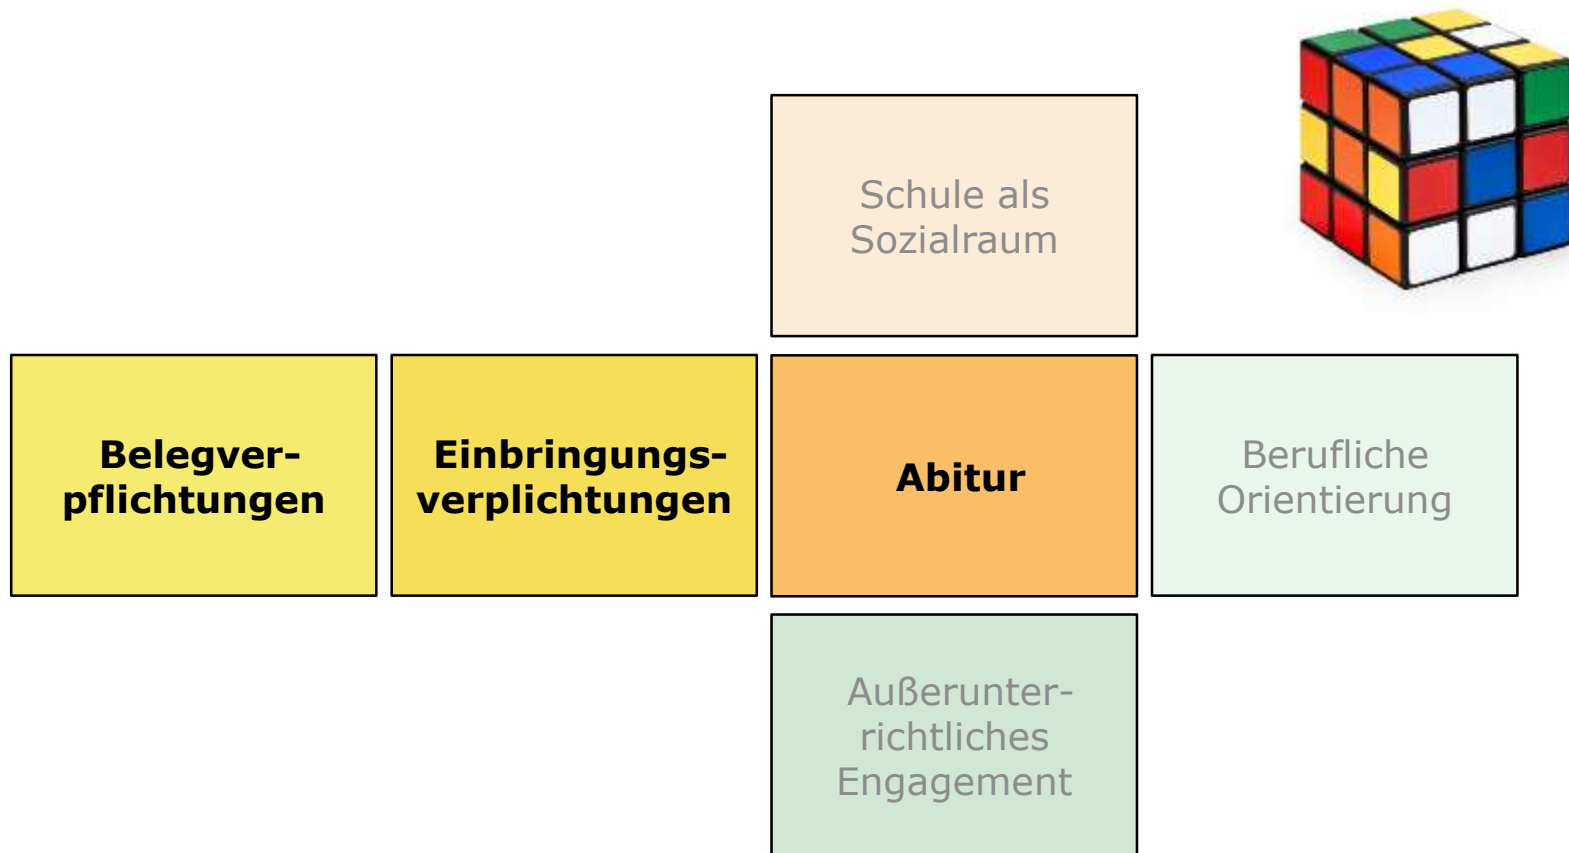 Schule als
Sozialraum
Belegver-
pflichtungen
Einbringungs-
verplichtungen
Abitur
Berufliche
Orientierung
Außerunter-
richtliches
Engagement